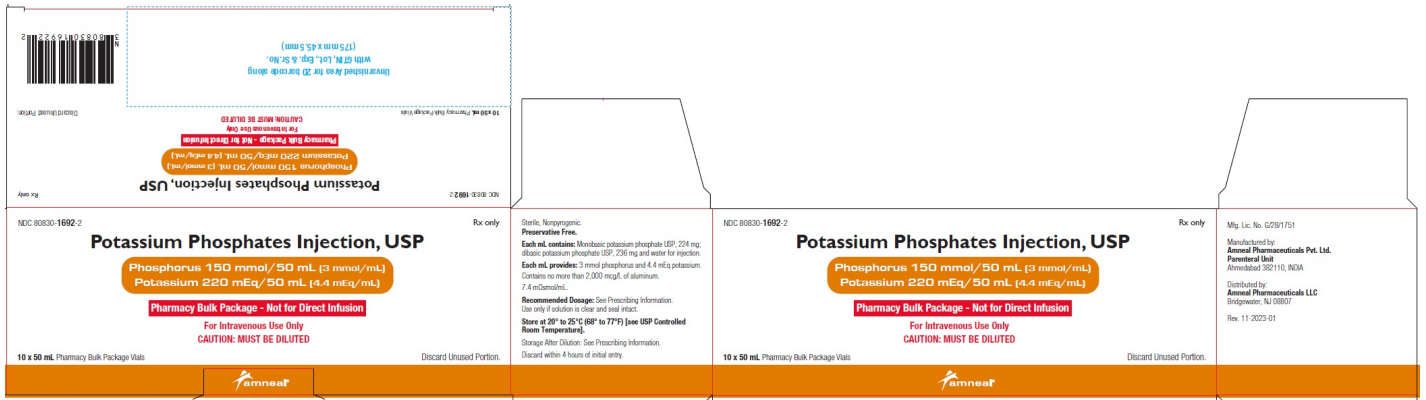 N
3 80830 16922 2
Unvarnished Area for 2D barcode along
with GTIN, Lot., Exp. & Sr. No.
(175 mm x 45.5 mm)
10 x 50 mL Pharmacy Bulk Package Vials
Discard Unused Portion.
CAUTION: MUST BE DILUTED
For Intravenous Use Only
Pharmacy Bulk Package - Not for Direct Infusion
Potassium 220 mEq/50 mL (4.4 mEq/mL)
Phosphorus 150 mmol/50 mL (3 mmol/mL)
Potassium Phosphates Injection, USP
NDC 80830-1692-2
Rx only
NDC 80830-1692-2
Rx only
Potassium Phosphates Injection, USP
Phosphorus 150 mmol/50 mL (3 mmol/mL)
Potassium 220 mEq/50 mL (4.4 mEq/mL)
Pharmacy Bulk Package - Not for Direct Infusion
For Intravenous Use Only
CAUTION: MUST BE DILUTED
10 x 50 mL Pharmacy Bulk Package Vials
Discard Unused Portion.
amneal
Sterile, Nonpyrogenic.
Preservative Free.
Each mL contains: Monobasic potassium phosphate USP, 224 mg;
dibasic potassium phosphate USP, 236 mg and water for injection.
Each mL provides: 3 mmol phosphorus and 4.4 mEq potassium.
Contains no more than 2,000 mcg/L of aluminum.
7.4 mOsmol/mL.
Recommended Dosage: See Prescribing Information.
Use only if solution is clear and seal intact.
Store at 20° to 25°C (68° to 77°F) [see USP Controlled
Room Temperature].
Storage After Dilution: See Prescribing Information.
Discard within 4 hours of initial entry.
NDC 80830-1692-2
Rx only
Potassium Phosphates Injection, USP
Phosphorus 150 mmol/50 mL (3 mmol/mL)
Potassium 220 mEq/50 mL (4.4 mEq/mL)
Pharmacy Bulk Package - Not for Direct Infusion
For Intravenous Use Only
CAUTION: MUST BE DILUTED
10 x 50 mL Pharmacy Bulk Package Vials
Discard Unused Portion.
amneal
Mfg. Lic. No. G/28/1751
Manufactured by:
Amneal Pharmaceuticals Pvt. Ltd.
Parenteral Unit
Ahmedabad 382110, INDIA
Distributed by:
Amneal Pharmaceuticals LLC
Bridgewater, NJ 08807
Rev. 11-2023-01